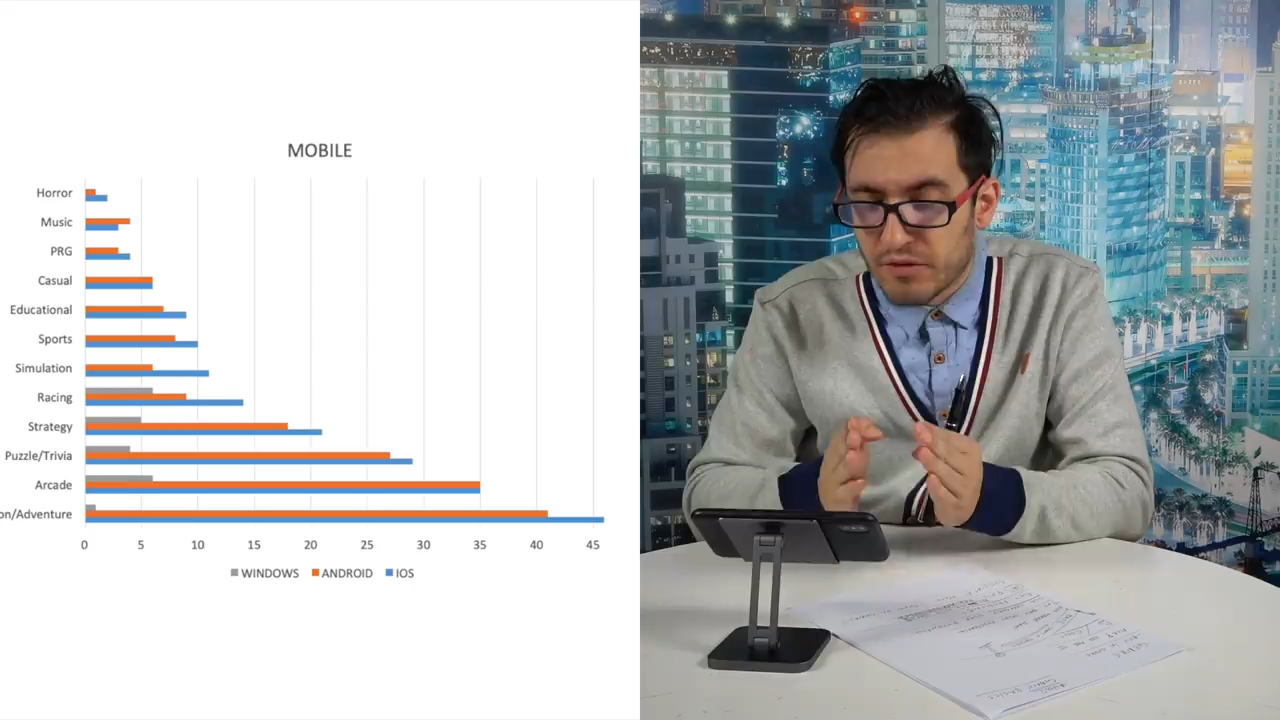 MOBILE
Horror
Music
PRG
Casual
Educational
Sports
Simulation
Racing
Strategy
Puzzle/Trivia
Arcade
on/Adventure
0 5 10 15 20 25 30 35 40 45
WINDOWS ANDROID IOS